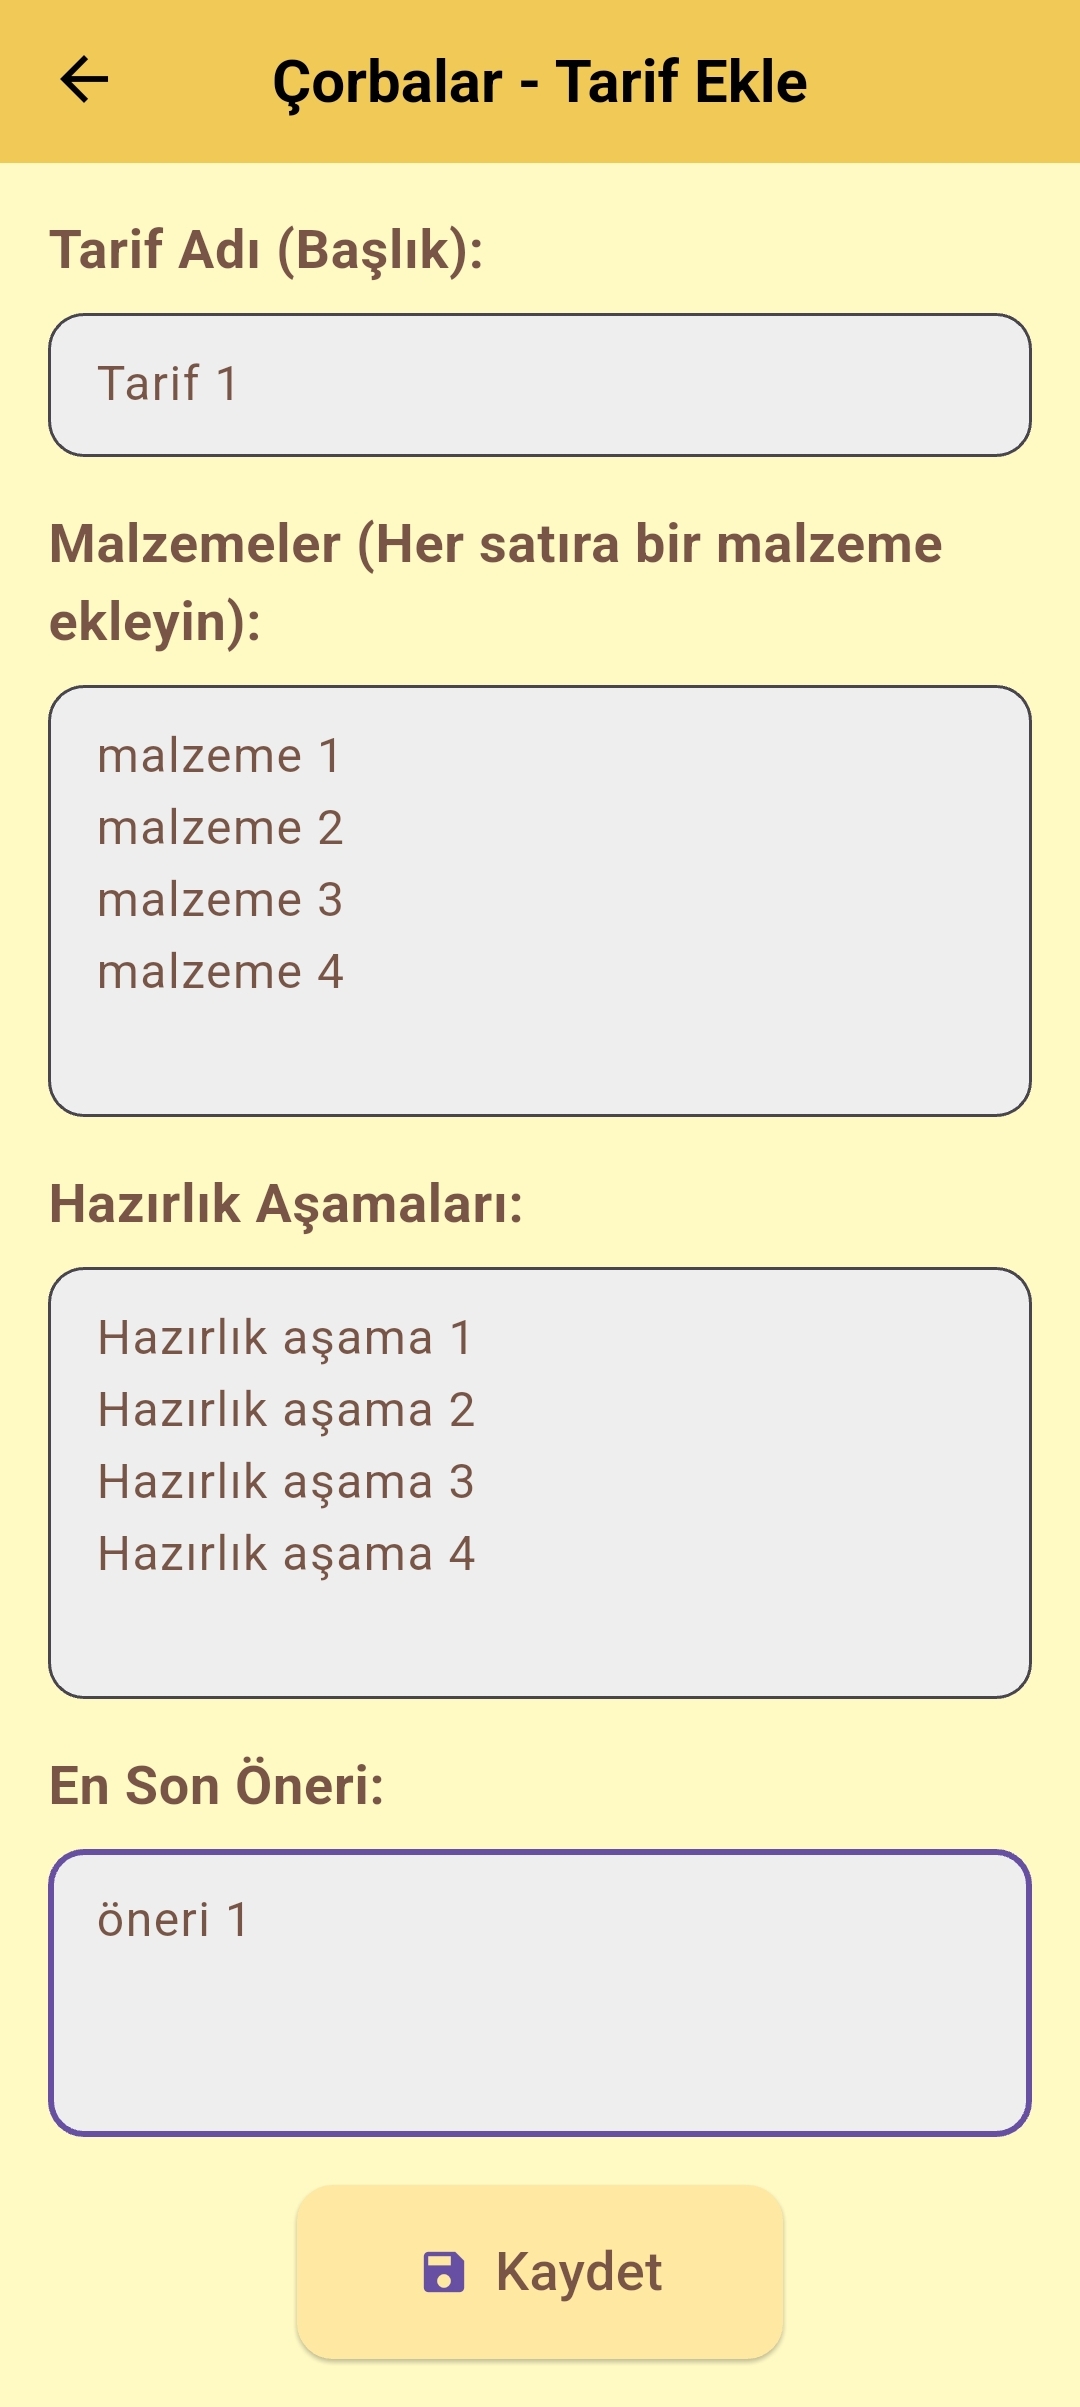 Çorbalar - Tarif Ekle
Tarif Adı (Başlık):
Tarif 1
Malzemeler (Her satıra bir malzeme
ekleyin):
malzeme 1
malzeme 2
malzeme 3
malzeme 4
Hazırlık Aşamaları:
Hazırlık aşama 1
Hazırlık aşama 2
Hazırlık aşama 3
Hazırlık aşama 4
En Son Öneri:
öneri 1
Kaydet